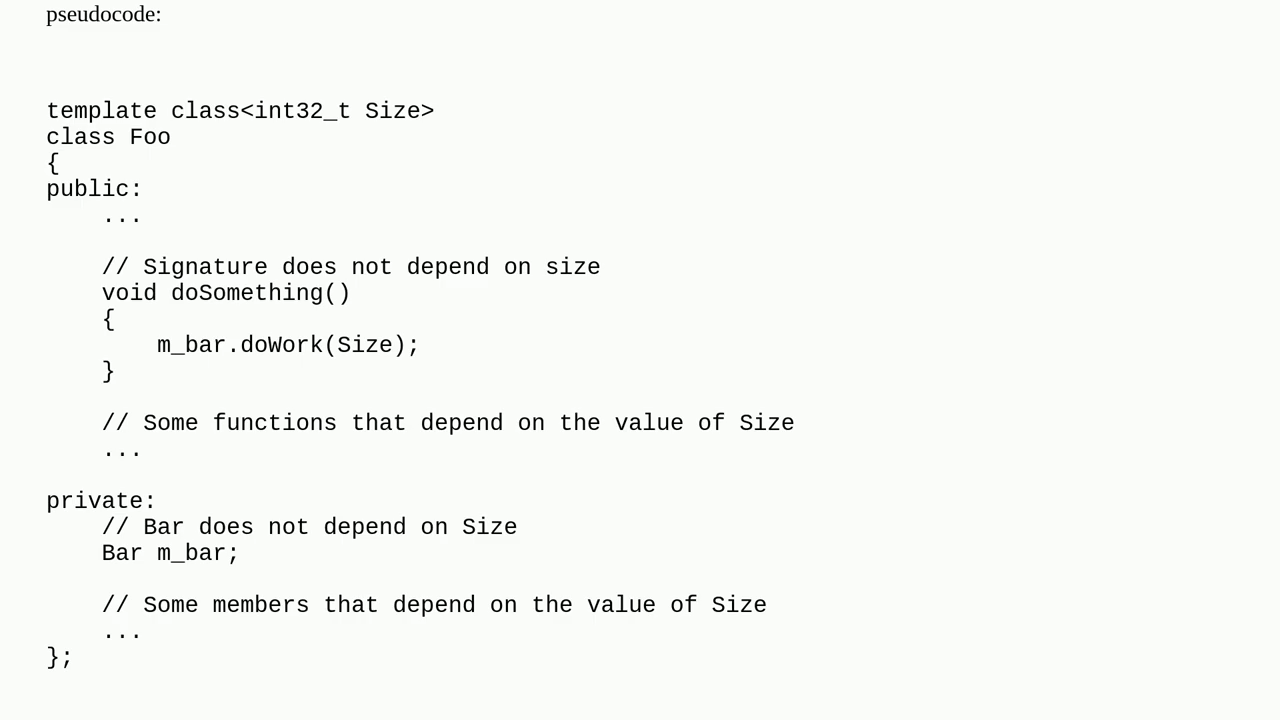 pseudocode:
template class<int32_t Size>
class Foo
{
public:
    ...
    // Signature does not depend on size
    void doSomething()
    {
        m_bar.doWork(Size);
    }
    // Some functions that depend on the value of Size
    ...
private:
    // Bar does not depend on Size
    Bar m_bar;
    // Some members that depend on the value of Size
    ...
};